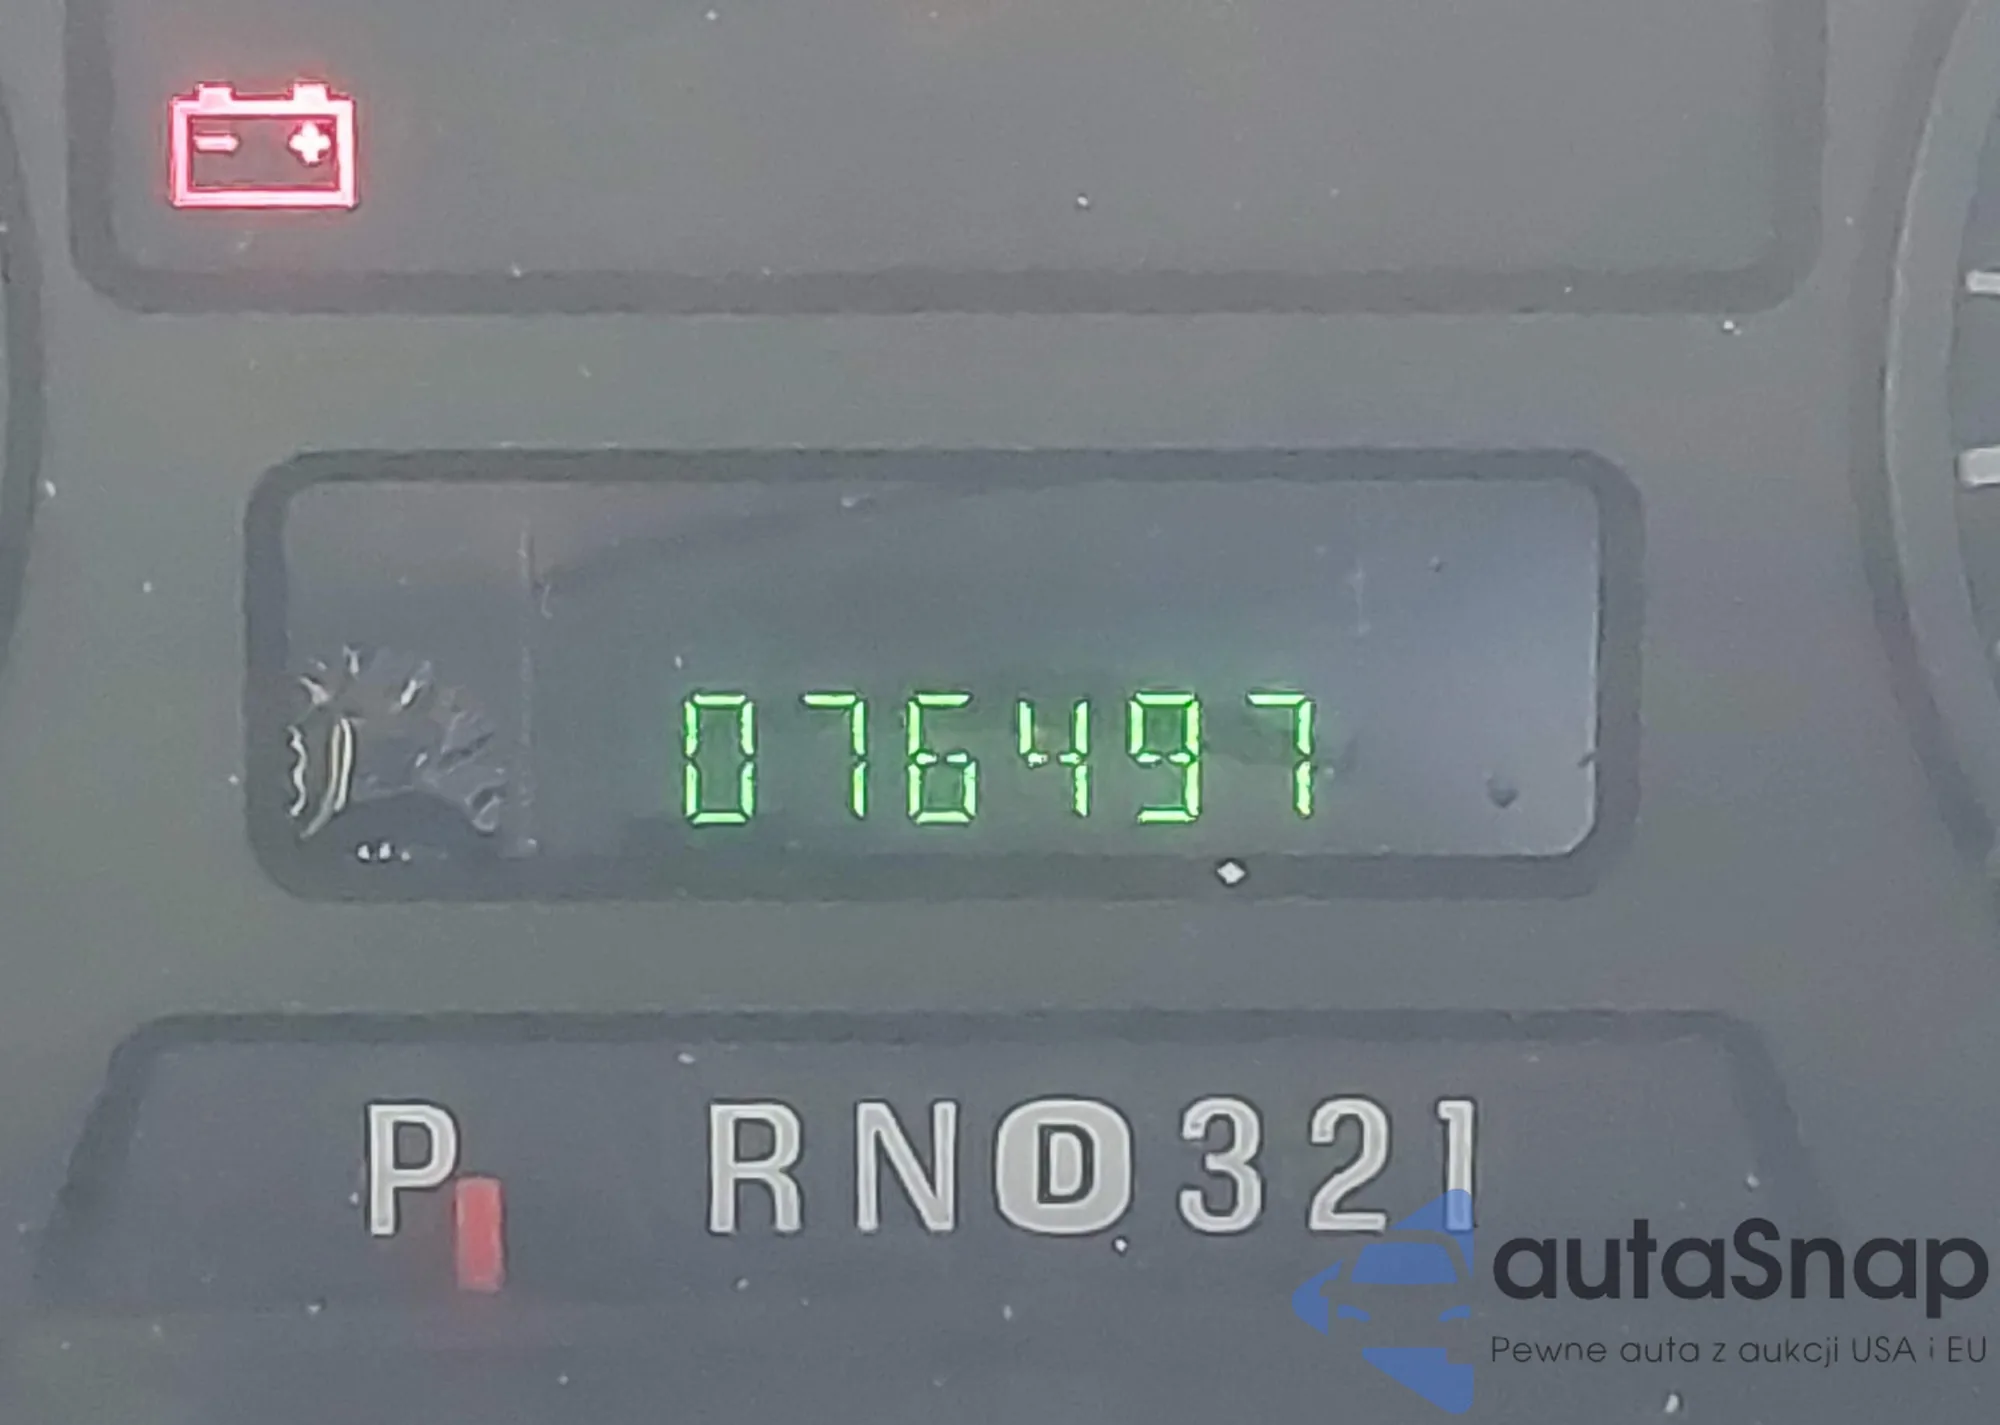 076497
P RND321
autaSnap
Pewne auta z aukcji USA i EU